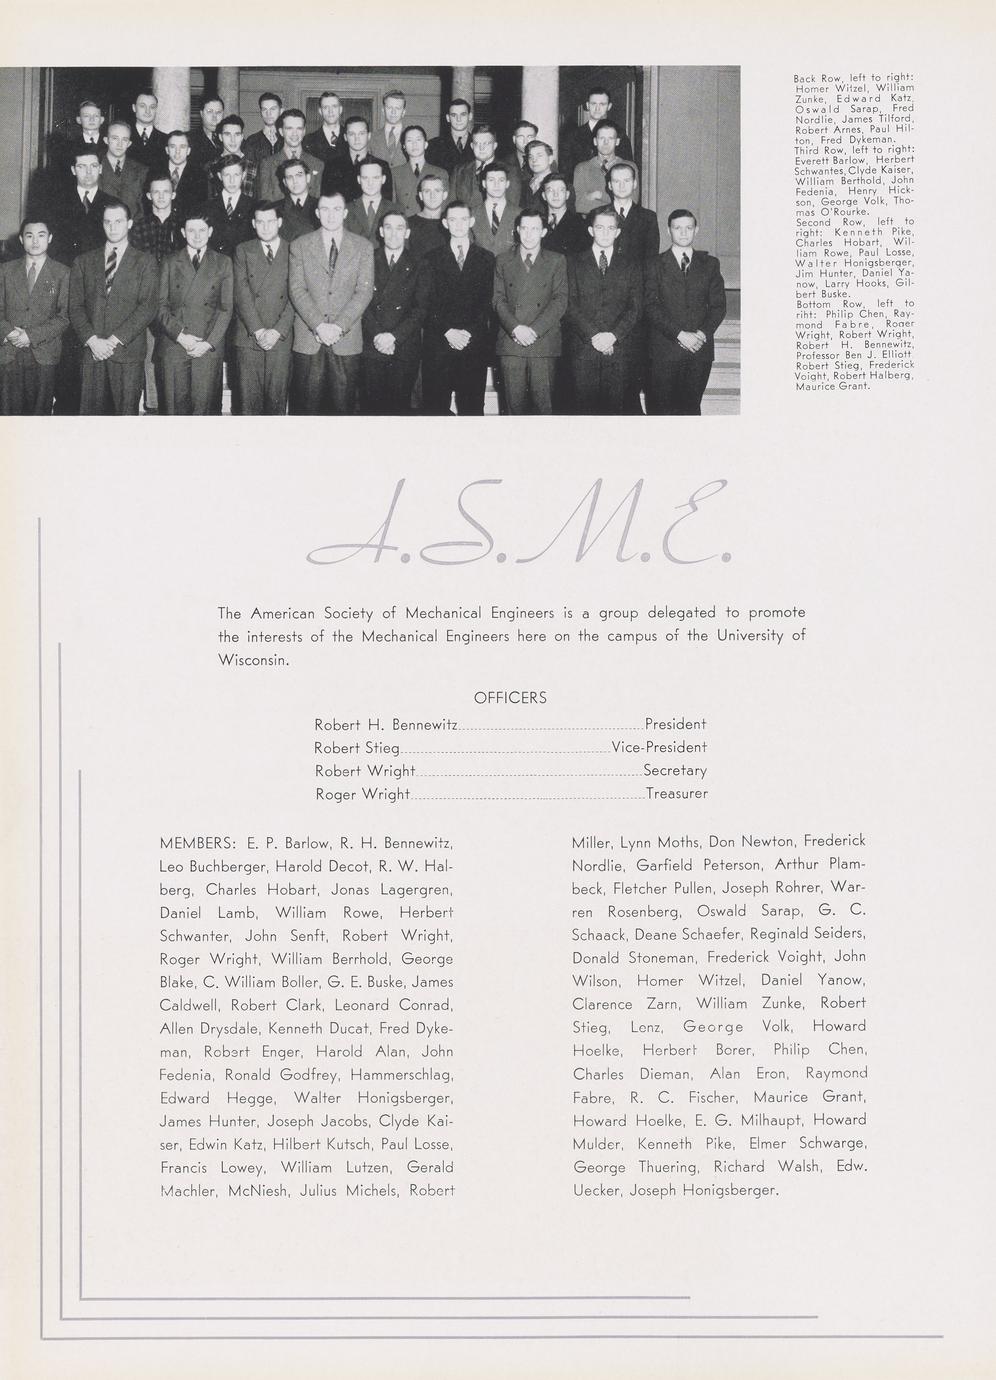 Back Row, left to right:
Homer Witzel, William
Zunke, Edward Katz,
Oswald Sarap, Fred
Nordlie, James Tilford,
Robert Arnes, Paul Hil-
ton, Fred Dykeman.
Third Row, left to right:
Everett Barlow, Herbert
Schwantes, Clyde Kaiser,
William Berthold, John
Fedenia, Henry Hick-
son, George Volk, Tho-
mas O'Rourke.
Second Row, left to
right: Kenneth Pike,
Charles Hobart, Wil-
liam Rowe, Paul Losse,
Walter Honigsberger,
Jim Hunter, Daniel Ya-
now, Larry Hooks, Gil-
bert Buske.
Bottom Row, left to
riht: Philip Chen, Ray-
mond Fabre, Roger
Wright, Robert Wright,
Robert H. Bennewitz,
Professor Ben J. Elliott
Robert Stieg, Frederick
Voight, Robert Halberg,
Maurice Grant.
A.S.M.E.
The American Society of Mechanical Engineers is a group delegated to promote
the interests of the Mechanical Engineers here on the campus of the University of
Wisconsin.
OFFICERS
Robert H. Bennewitz President
Robert Stieg Vice-President
Robert Wright Secretary
Roger Wright Treasurer
MEMBERS: E. P. Barlow, R. H. Bennewitz,
Leo Buchberger, Harold Decot, R. W. Hal-
berg, Charles Hobart, Jonas Lagergren,
Daniel Lamb, William Rowe, Herbert
Schwanter, John Senft, Robert Wright,
Roger Wright, William Berrhold, George
Blake, C. William Boller, G. E. Buske, James
Caldwell, Robert Clark, Leonard Conrad,
Allen Drysdale, Kenneth Ducat, Fred Dyke-
man, Robert Enger, Harold Alan, John
Fedenia, Ronald Godfrey, Hammerschlag,
Edward Hegge, Walter Honigsberger,
James Hunter, Joseph Jacobs, Clyde Kai-
ser, Edwin Katz, Hilbert Kutsch, Paul Losse,
Francis Lowey, William Lutzen, Gerald
Machler, McNiesh, Julius Michels, Robert
Miller, Lynn Moths, Don Newton, Frederick
Nordlie, Garfield Peterson, Arthur Plam-
beck, Fletcher Pullen, Joseph Rohrer, War-
ren Rosenberg, Oswald Sarap, G. C.
Schaack, Deane Schaefer, Reginald Seiders,
Donald Stoneman, Frederick Voight, John
Wilson, Homer Witzel, Daniel Yanow,
Clarence Zarn, William Zunke, Robert
Stieg, Lenz, George Volk, Howard
Hoelke, Herbert Borer, Philip Chen,
Charles Dieman, Alan Eron, Raymond
Fabre, R. C. Fischer, Maurice Grant,
Howard Hoelke, E. G. Milhaupt, Howard
Mulder, Kenneth Pike, Elmer Schwarge,
George Thuering, Richard Walsh, Edw.
Uecker, Joseph Honigsberger.